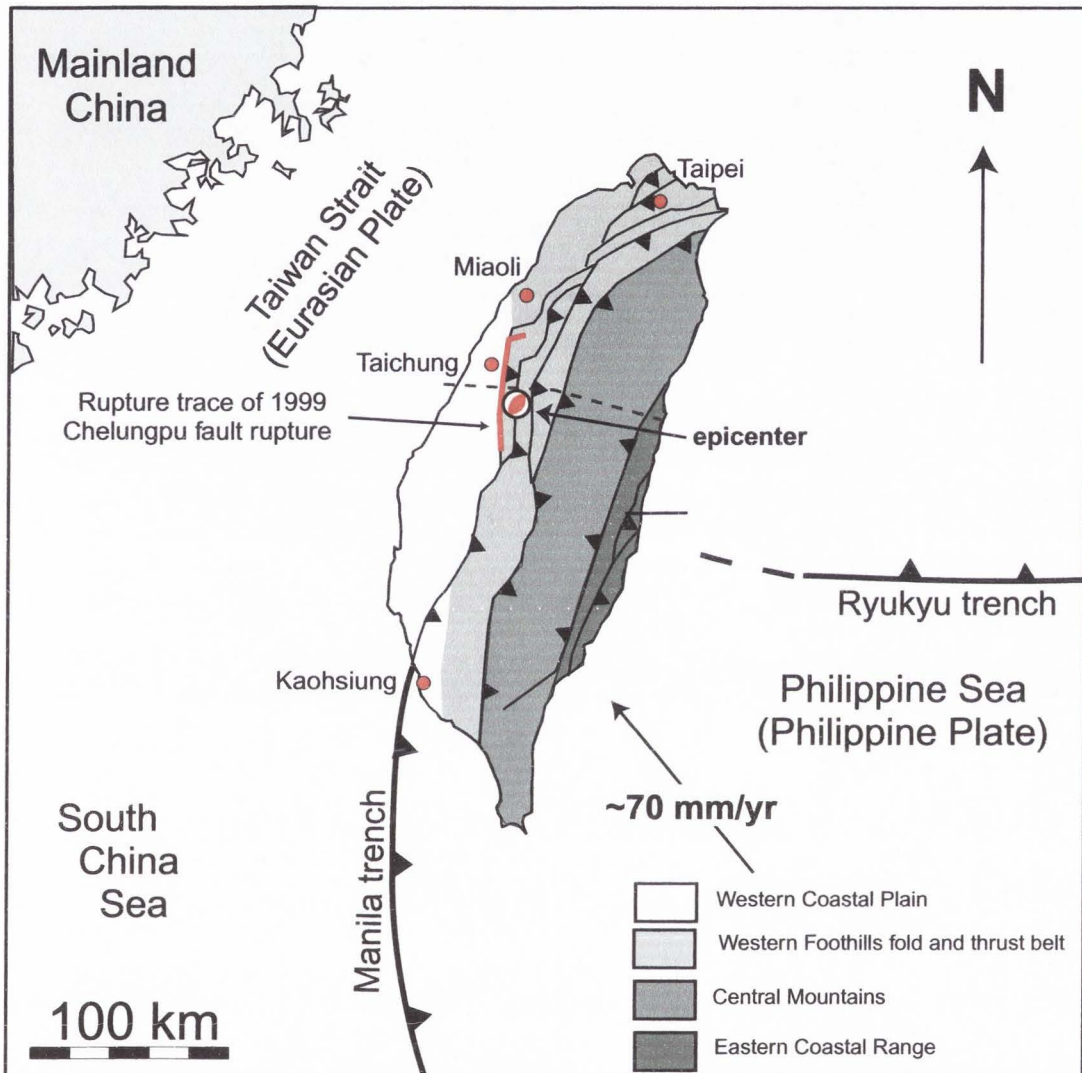 Mainland
China
N
Taiwan Strait
(Eurasian Plate)
Taipei
Miaoli
Taichung
Rupture trace of 1999
Chelungpu fault rupture
epicenter
Ryukyu trench
Kaohsiung
Philippine Sea
(Philippine Plate)
~70 mm/yr
South
China
Sea
Manila trench
Western Coastal Plain
Western Foothills fold and thrust belt
Central Mountains
Eastern Coastal Range
100 km